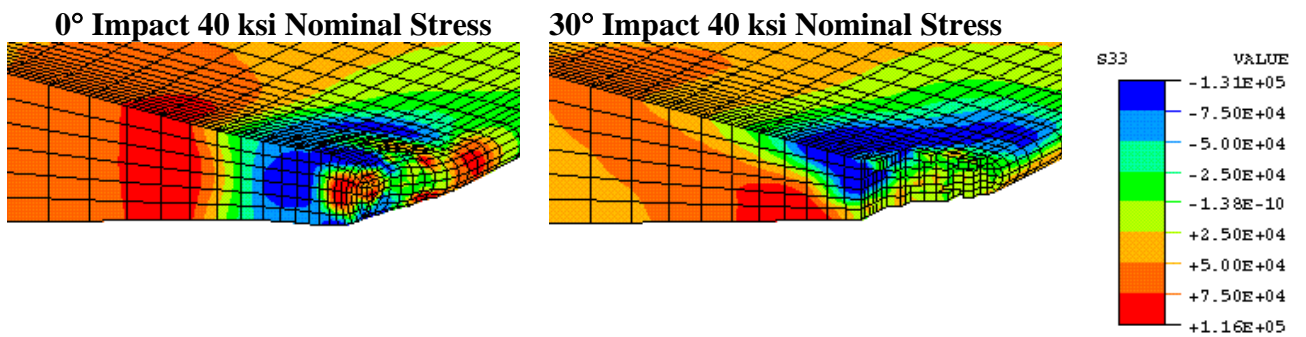 0° Impact 40 ksi Nominal Stress
30° Impact 40 ksi Nominal Stress
S33 VALUE
-1.31E+05
-7.50E+04
-5.00E+04
-2.50E+04
-1.38E-10
+2.50E+04
+5.00E+04
+7.50E+04
+1.16E+05